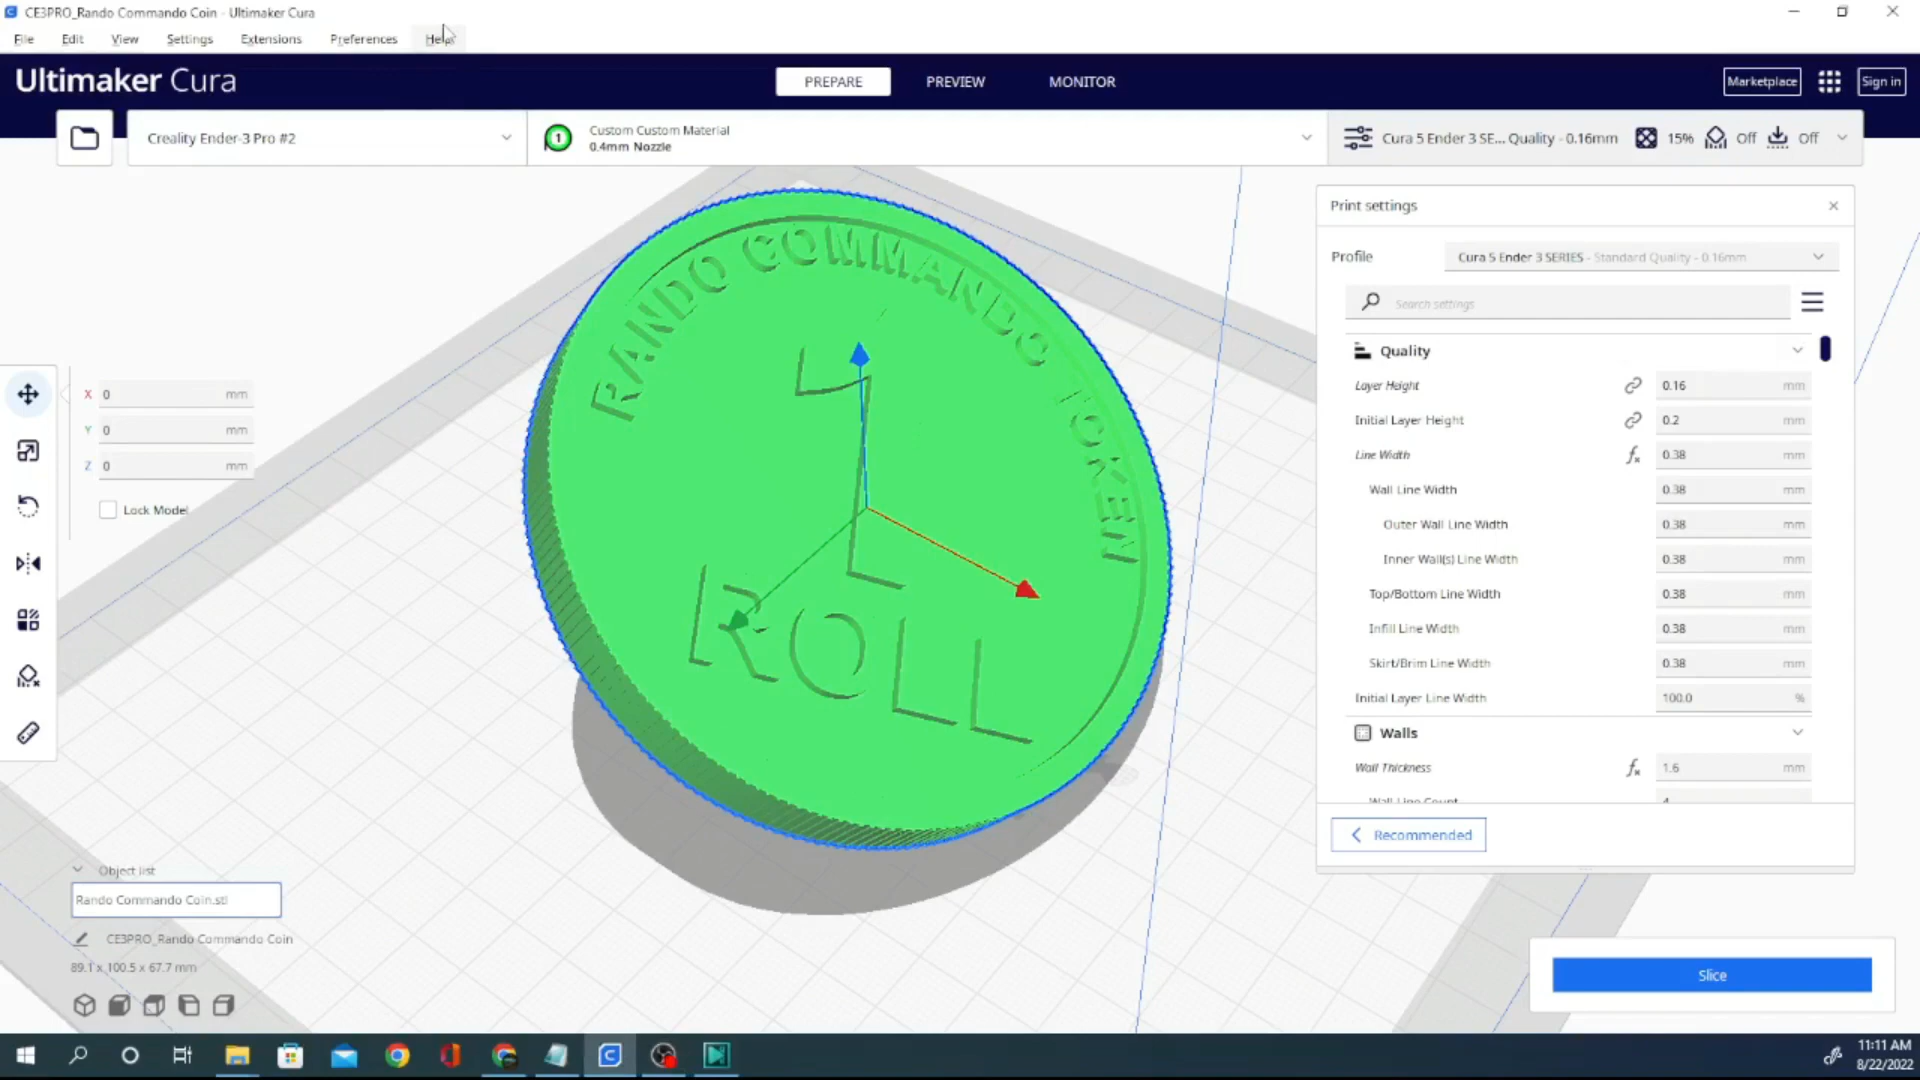 CE3PRO_Rando Commando Coin - Ultimaker Cura
File Edit View Settings Extensions Preferences Help
Ultimaker Cura
PREPARE PREVIEW MONITOR
Marketplace Sign in
Creality Ender-3 Pro #2
1 Custom Custom Material
0.4mm Nozzle
Cura 5 Ender 3 SE... Quality - 0.16mm 15% Off Off
RANDO COMMANDO TOKEN
1
ROLL
X 0 mm
Y 0 mm
Z 0 mm
Lock Model
Print settings
Profile Cura 5 Ender 3 SERIES - Standard Quality - 0.16mm
Search settings
Quality
Layer Height 0.16 mm
Initial Layer Height 0.2 mm
Line Width fx 0.38 mm
Wall Line Width 0.38 mm
Outer Wall Line Width 0.38 mm
Inner Wall(s) Line Width 0.38 mm
Top/Bottom Line Width 0.38 mm
Infill Line Width 0.38 mm
Skirt/Brim Line Width 0.38 mm
Initial Layer Line Width 100.0 %
Walls
Wall Thickness fx 1.6 mm
Wall Line Count 4
Recommended
Object list
Rando Commando Coin.stl
CE3PRO_Rando Commando Coin
89.1 x 100.5 x 67.7 mm
Slice
11:11 AM
8/22/2022